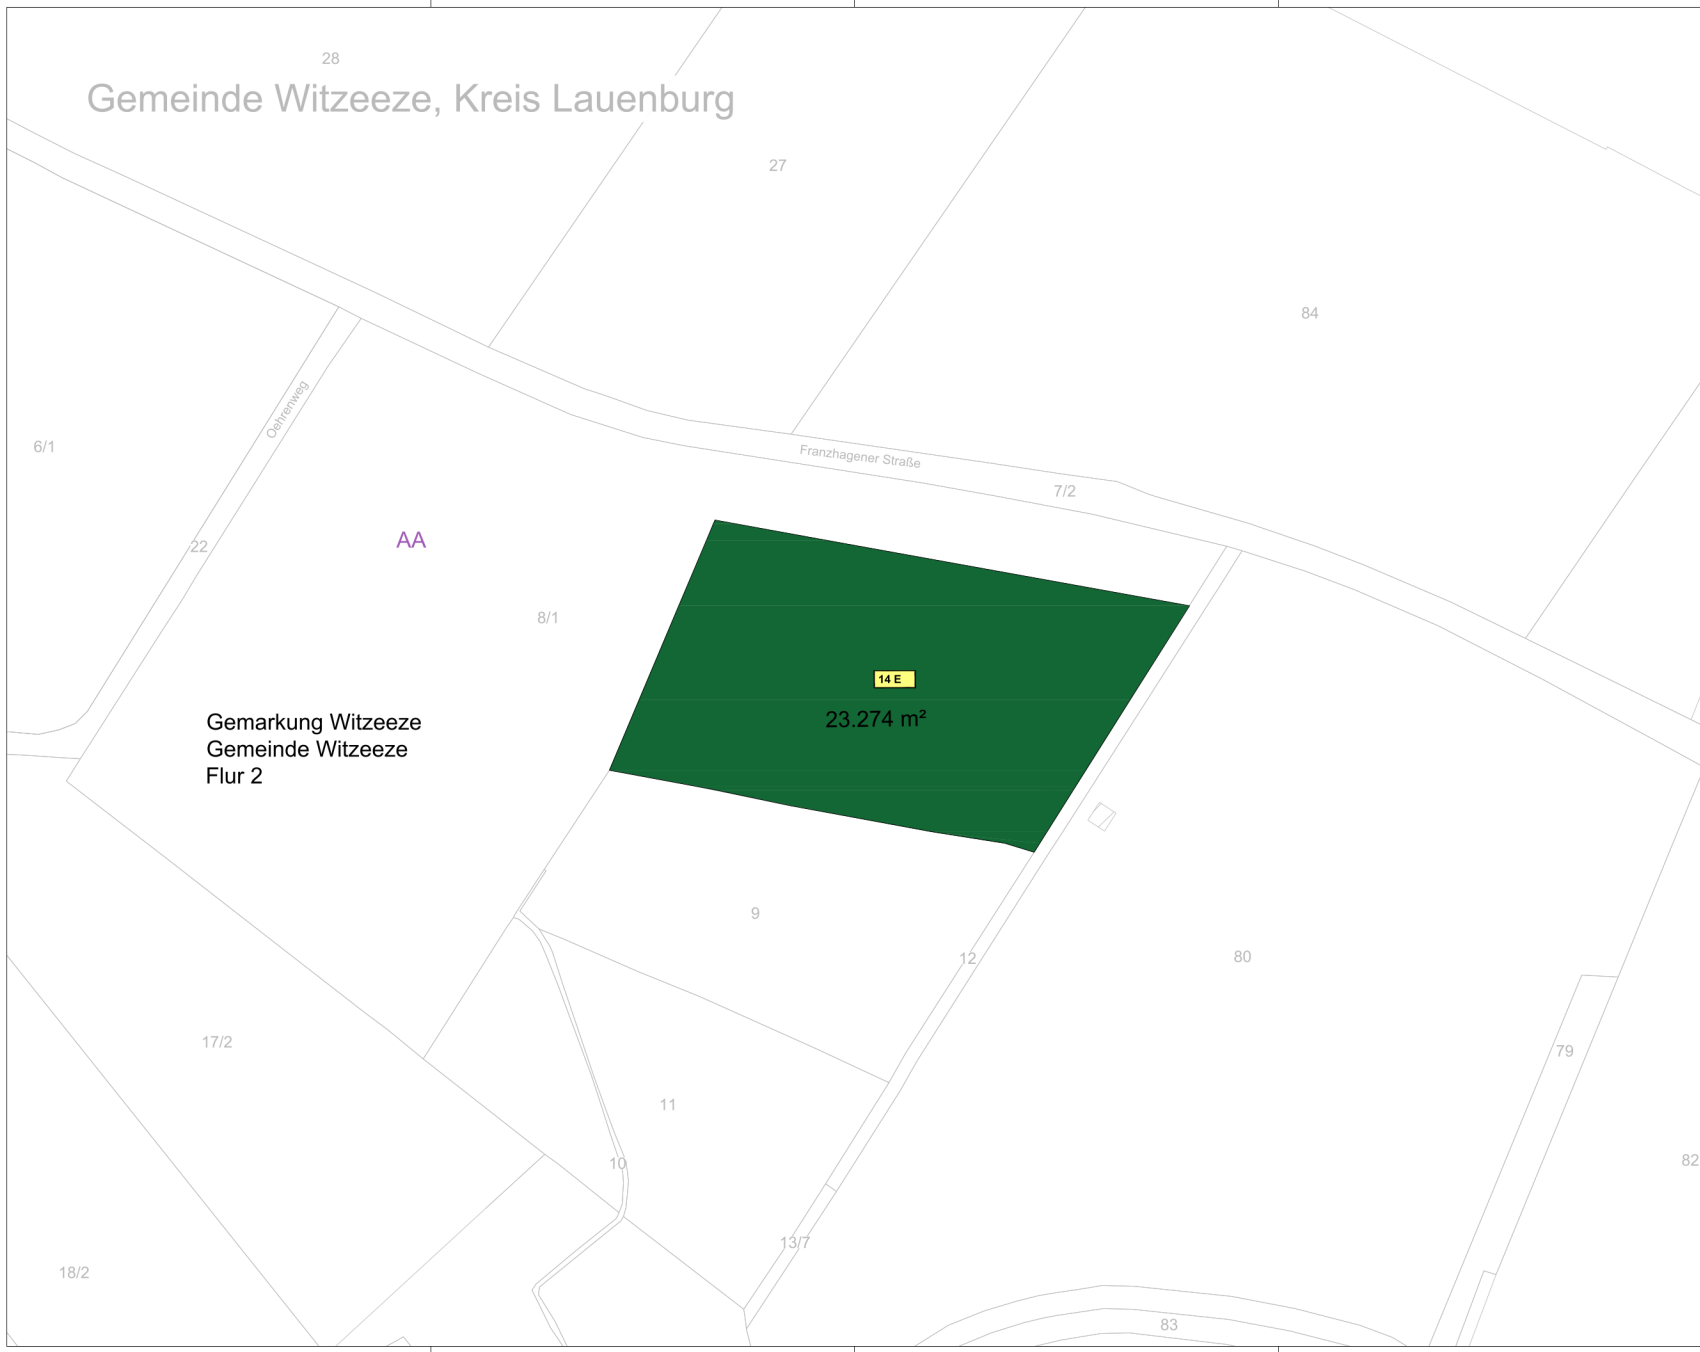 28
Gemeinde Witzeeze, Kreis Lauenburg
27
84
Oehrenweg
6/1
Franzhagener Straße
7/2
22
AA
8/1
14 E
23.274 m²
Gemarkung Witzeeze
Gemeinde Witzeeze
Flur 2
9
12
80
17/2
79
11
10
82
13/7
18/2
83